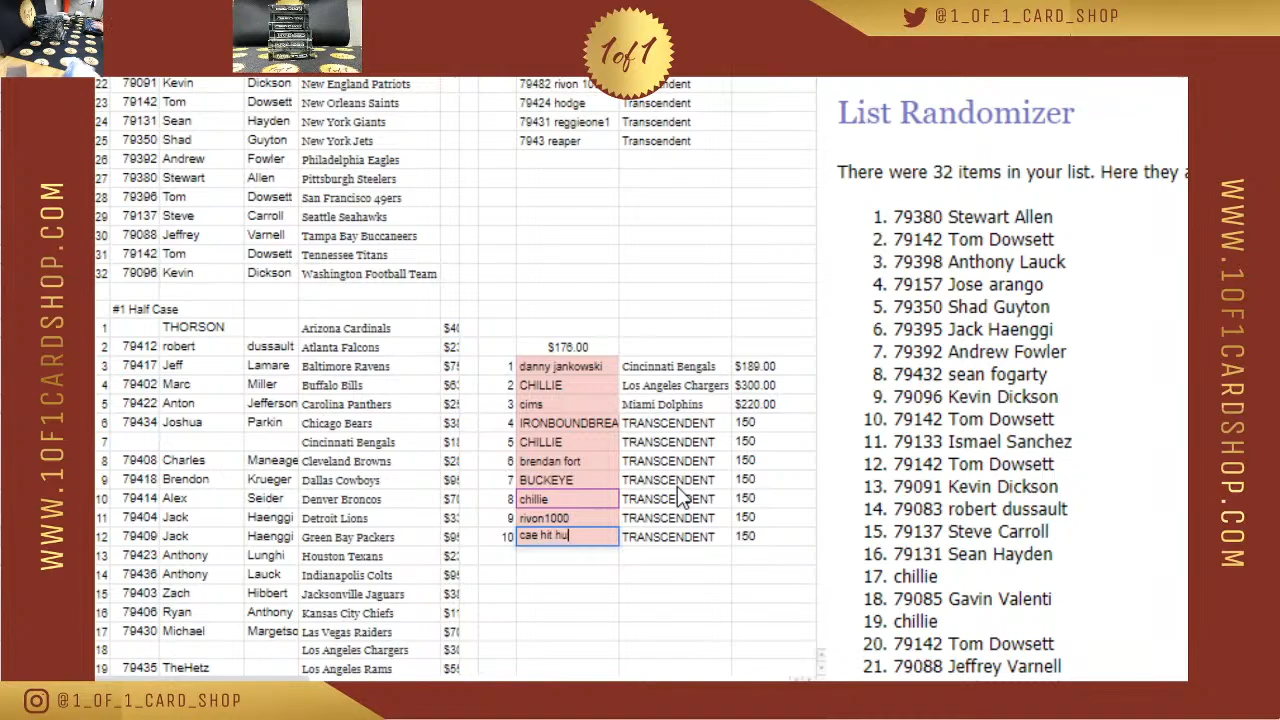 @1_OF_1_CARD_SHOP
1of1
WWW.1OF1CARDSHOP.COM
22 79091 Kevin Dickson New England Patriots 79482 rivon
23 79142 Tom Dowsett New Orleans Saints 79424 hodge Transcendent
24 79131 Sean Hayden New York Giants 79431 reggieone1 Transcendent
25 79350 Shad Guyton New York Jets 7943 reaper Transcendent
26 79392 Andrew Fowler Philadelphia Eagles
27 79380 Stewart Allen Pittsburgh Steelers
28 79396 Tom Dowsett San Francisco 49ers
29 79137 Steve Carroll Seattle Seahawks
30 79088 Jeffrey Varnell Tampa Bay Buccaneers
31 79142 Tom Dowsett Tennessee Titans
32 79096 Kevin Dickson Washington Football Team
#1 Half Case
1 THORSON Arizona Cardinals
2 79412 robert dussault Atlanta Falcons $176.00
3 79417 Jeff Lamare Baltimore Ravens 1 danny jankowski Cincinnati Bengals $189.00
4 79402 Marc Miller Buffalo Bills 2 CHILLIE Los Angeles Chargers $300.00
5 79422 Anton Jefferson Carolina Panthers 3 cims Miami Dolphins $220.00
6 79434 Joshua Parkin Chicago Bears 4 IRONBOUNDBREA TRANSCENDENT 150
7 Cincinnati Bengals 5 CHILLIE TRANSCENDENT 150
8 79408 Charles Maneage Cleveland Browns 6 brendan fort TRANSCENDENT 150
9 79418 Brendon Krueger Dallas Cowboys 7 BUCKEYE TRANSCENDENT 150
10 79414 Alex Seider Denver Broncos 8 chillie TRANSCENDENT 150
11 79404 Jack Haenggi Detroit Lions 9 rivon1000 TRANSCENDENT 150
12 79409 Jack Haenggi Green Bay Packers 10 cae hit hu TRANSCENDENT 150
13 79423 Anthony Lunghi Houston Texans
14 79436 Anthony Lauck Indianapolis Colts
15 79403 Zach Hibbert Jacksonville Jaguars
16 79406 Ryan Anthony Kansas City Chiefs
17 79430 Michael Margetso Las Vegas Raiders
18 Los Angeles Chargers
19 79435 TheHetz Los Angeles Rams
List Randomizer
There were 32 items in your list. Here they
1. 79380 Stewart Allen
2. 79142 Tom Dowsett
3. 79398 Anthony Lauck
4. 79157 Jose arango
5. 79350 Shad Guyton
6. 79395 Jack Haenggi
7. 79392 Andrew Fowler
8. 79432 sean fogarty
9. 79096 Kevin Dickson
10. 79142 Tom Dowsett
11. 79133 Ismael Sanchez
12. 79142 Tom Dowsett
13. 79091 Kevin Dickson
14. 79083 robert dussault
15. 79137 Steve Carroll
16. 79131 Sean Hayden
17. chillie
18. 79085 Gavin Valenti
19. chillie
20. 79142 Tom Dowsett
21. 79088 Jeffrey Varnell
WWW.1OF1CARDSHOP.COM
@1_OF_1_CARD_SHOP